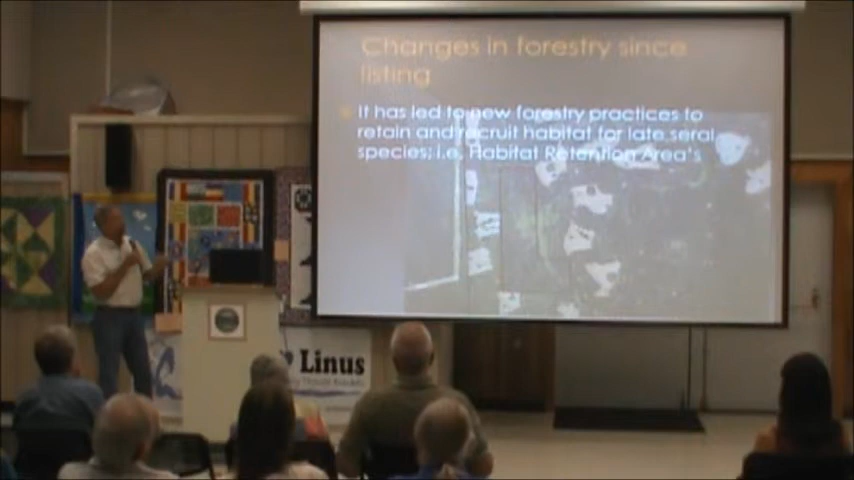 Changes in forestry since
listing
It has led to new forestry practices to
retain and recruit habitat for late seral
species; i.e. Habitat Retention Area's
Linus